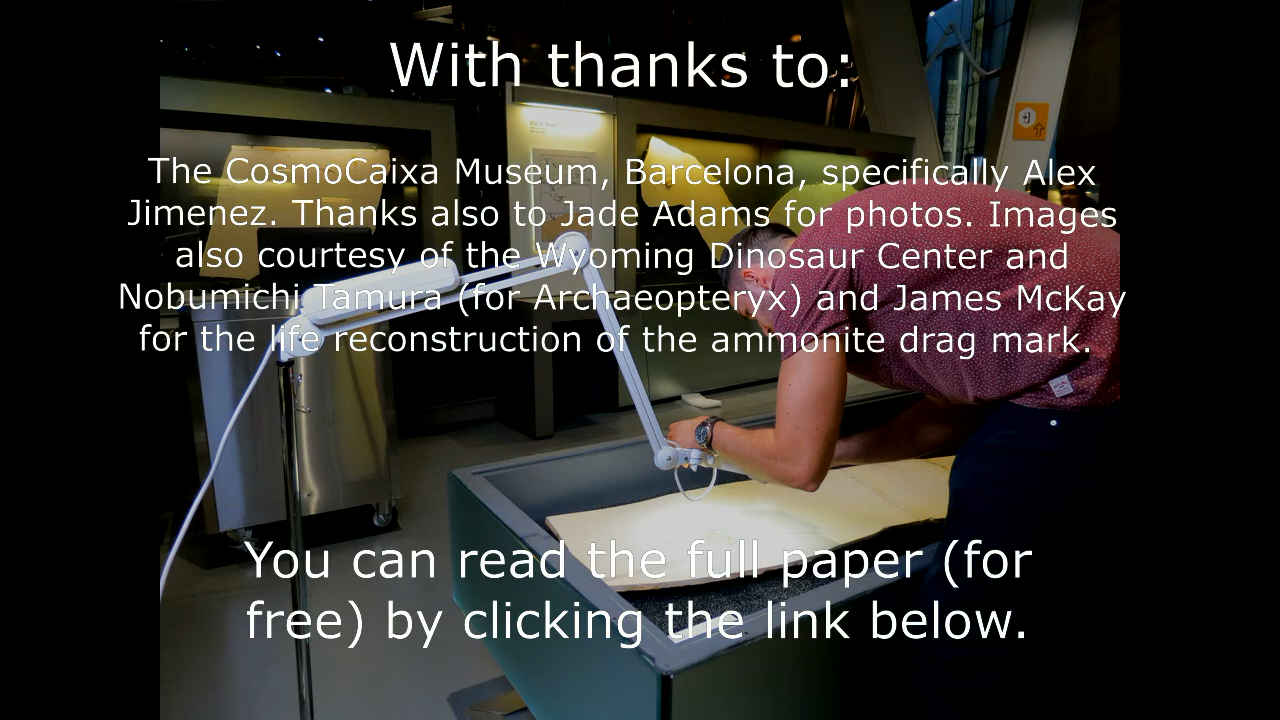 With thanks to:
The CosmoCaixa Museum, Barcelona, specifically Alex
Jimenez. Thanks also to Jade Adams for photos. Images
also courtesy of the Wyoming Dinosaur Center and
Nobumichi Tamura (for Archaeopteryx) and James McKay
for the life reconstruction of the ammonite drag mark.
You can read the full paper (for
free) by clicking the link below.